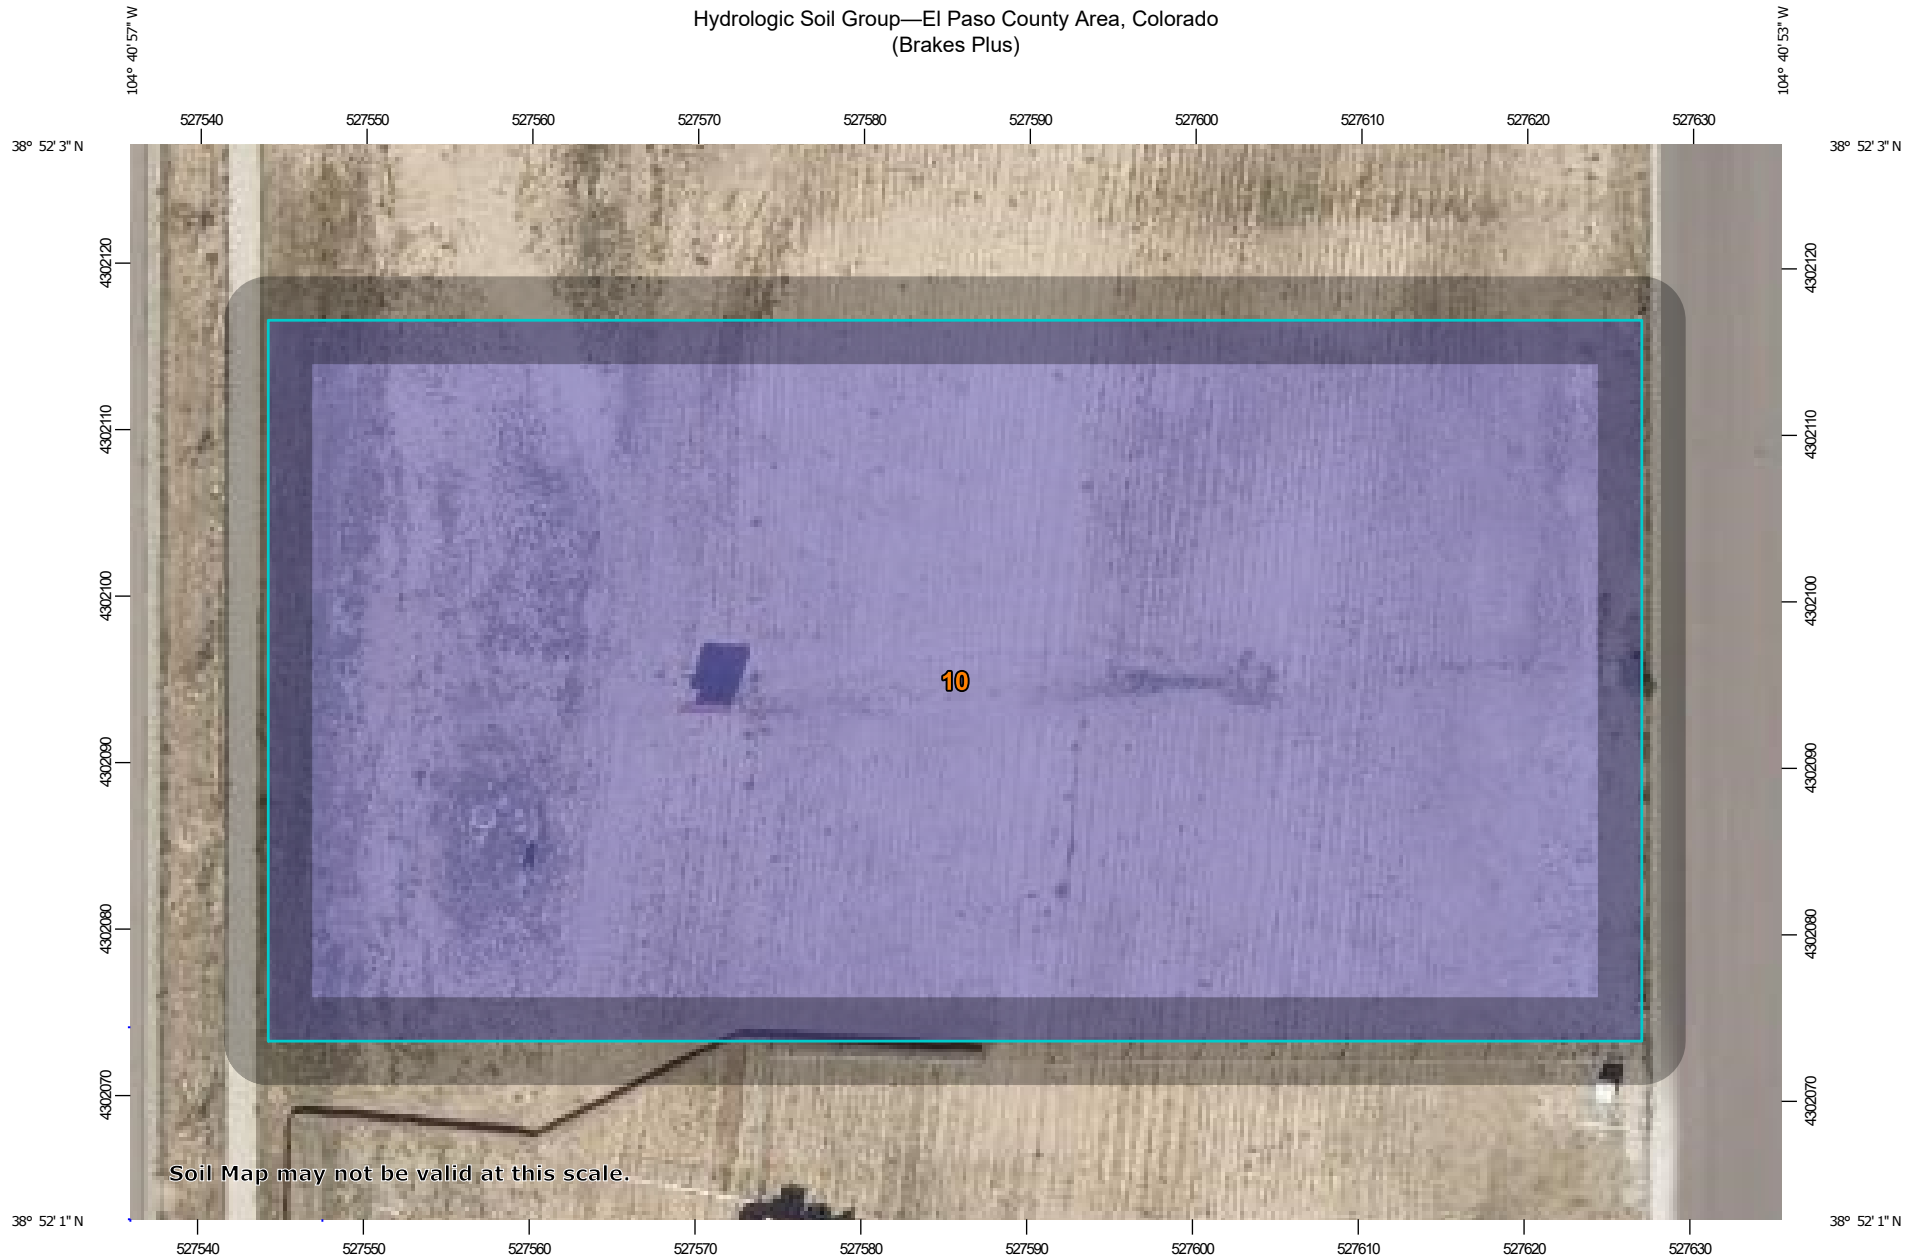 Hydrologic Soil Group—El Paso County Area, Colorado
(Brakes Plus)
104° 40' 57" W
104° 40' 53" W
527540 527550 527560 527570 527580 527590 527600 527610 527620 527630
38° 52' 3" N
38° 52' 3" N
4302120
4302120
4302110
4302110
4302100
4302100
10
4302090
4302090
4302080
4302080
4302070
4302070
Soil Map may not be valid at this scale.
38° 52' 1" N
38° 52' 1" N
527540 527550 527560 527570 527580 527590 527600 527610 527620 527630